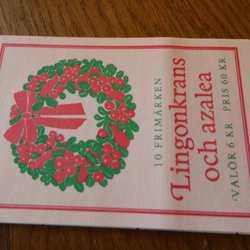 10 FRIMÄRKEN
Lingonkrans
och azalea
VALÖR 6 KR PRIS 60 KR